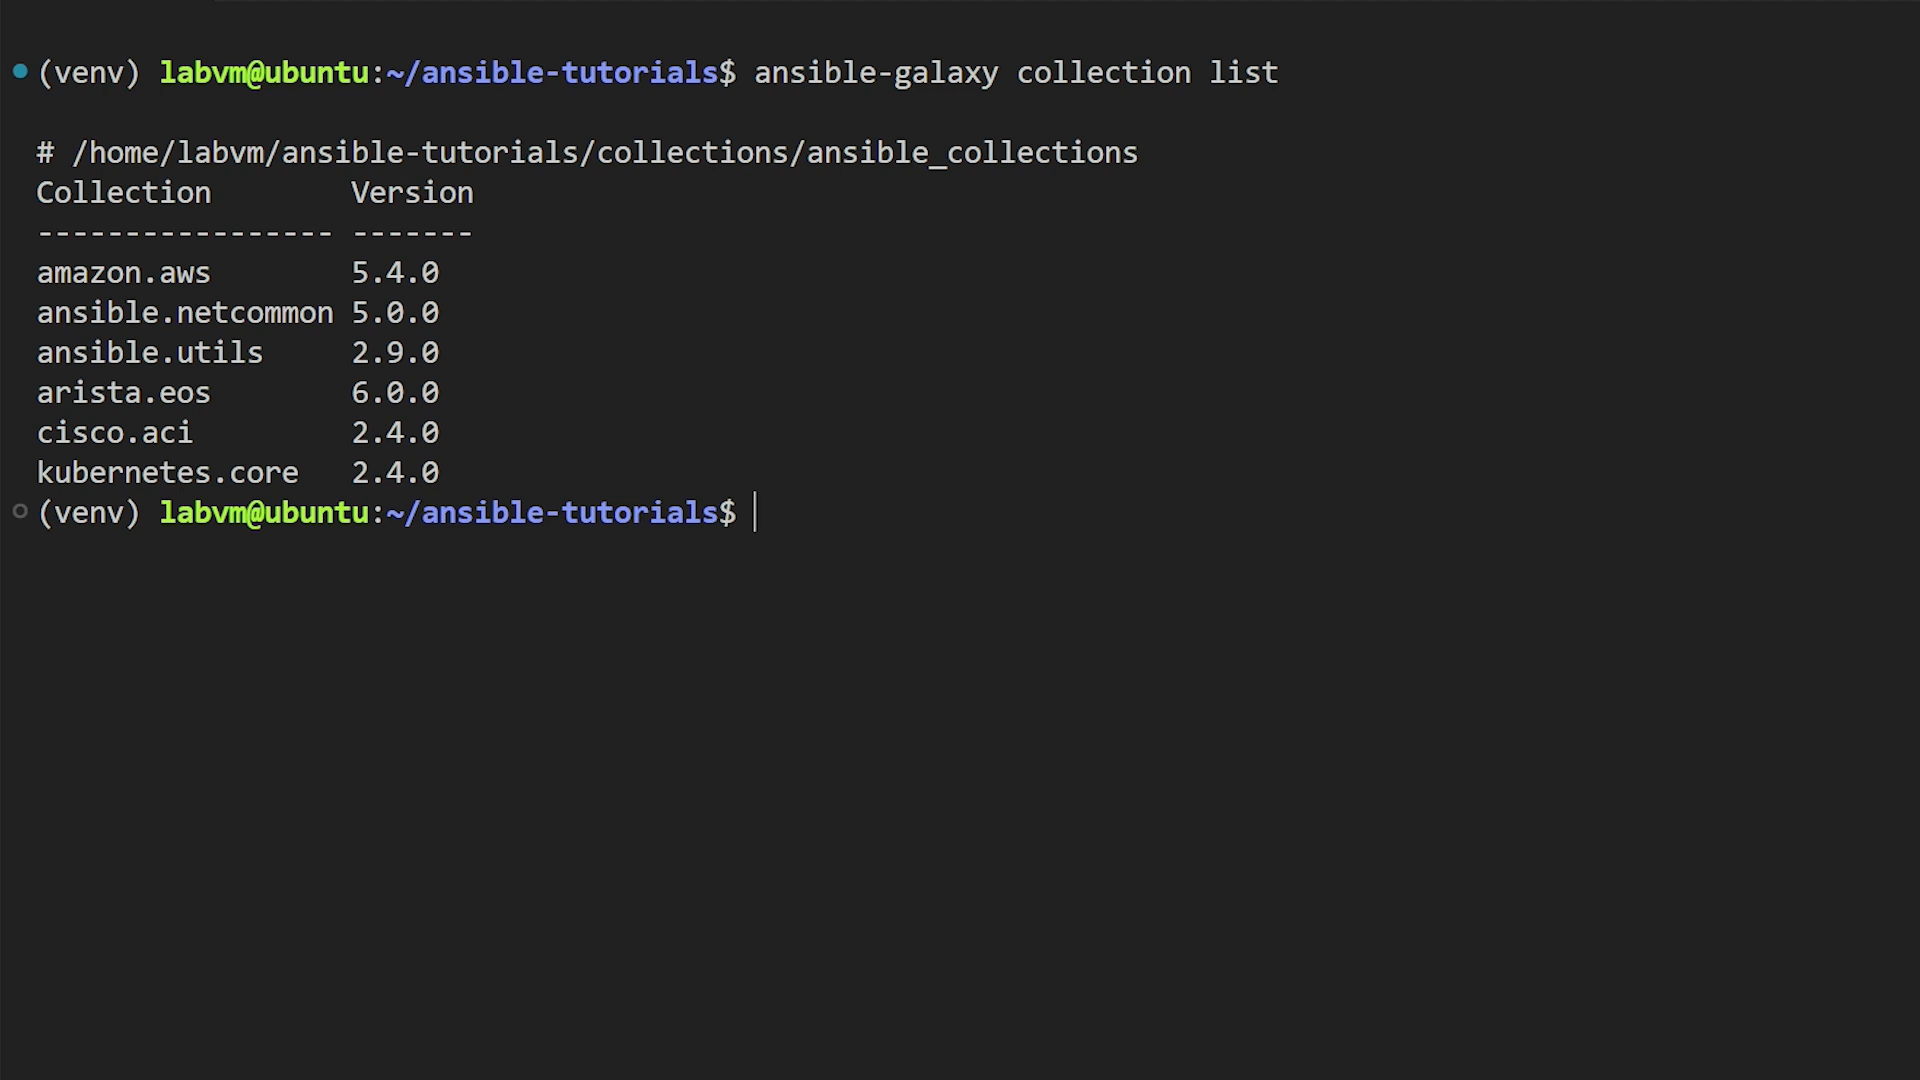 (venv) labvm@ubuntu:~/ansible-tutorials$ ansible-galaxy collection list
# /home/labvm/ansible-tutorials/collections/ansible_collections
Collection        Version
----------------- -------
amazon.aws        5.4.0
ansible.netcommon 5.0.0
ansible.utils     2.9.0
arista.eos        6.0.0
cisco.aci         2.4.0
kubernetes.core   2.4.0
(venv) labvm@ubuntu:~/ansible-tutorials$